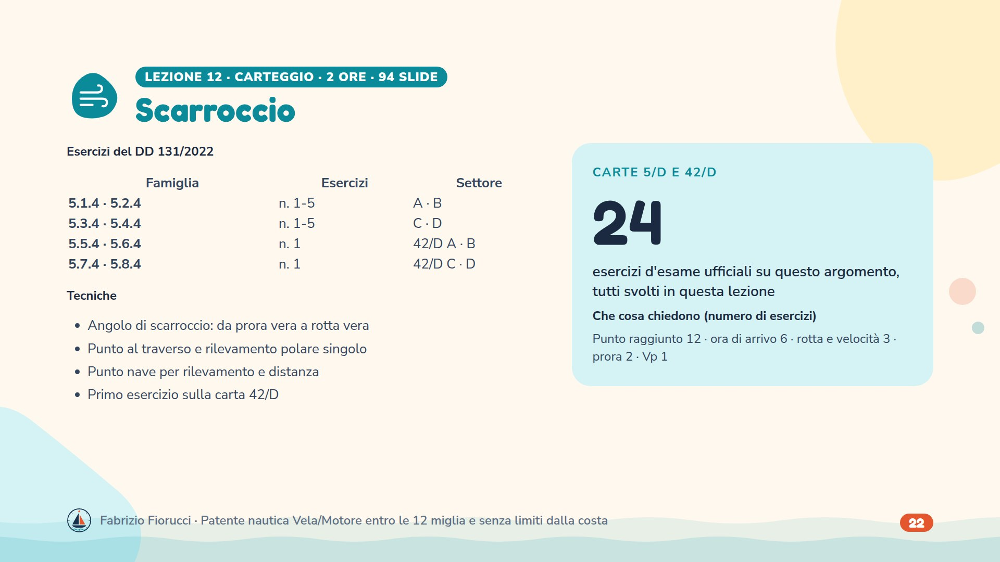 LEZIONE 12 · CARTEGGIO · 2 ORE · 94 SLIDE
Scarroccio
Esercizi del DD 131/2022
Famiglia Esercizi Settore
5.1.4 · 5.2.4 n. 1-5 A · B
5.3.4 · 5.4.4 n. 1-5 C · D
5.5.4 · 5.6.4 n. 1 42/D A · B
5.7.4 · 5.8.4 n. 1 42/D C · D
Tecniche
• Angolo di scarroccio: da prora vera a rotta vera
• Punto al traverso e rilevamento polare singolo
• Punto nave per rilevamento e distanza
• Primo esercizio sulla carta 42/D
CARTE 5/D E 42/D
24
esercizi d'esame ufficiali su questo argomento,
tutti svolti in questa lezione
Che cosa chiedono (numero di esercizi)
Punto raggiunto 12 · ora di arrivo 6 · rotta e velocità 3 ·
prora 2 · Vp 1
Fabrizio Fiorucci · Patente nautica Vela/Motore entro le 12 miglia e senza limiti dalla costa
22